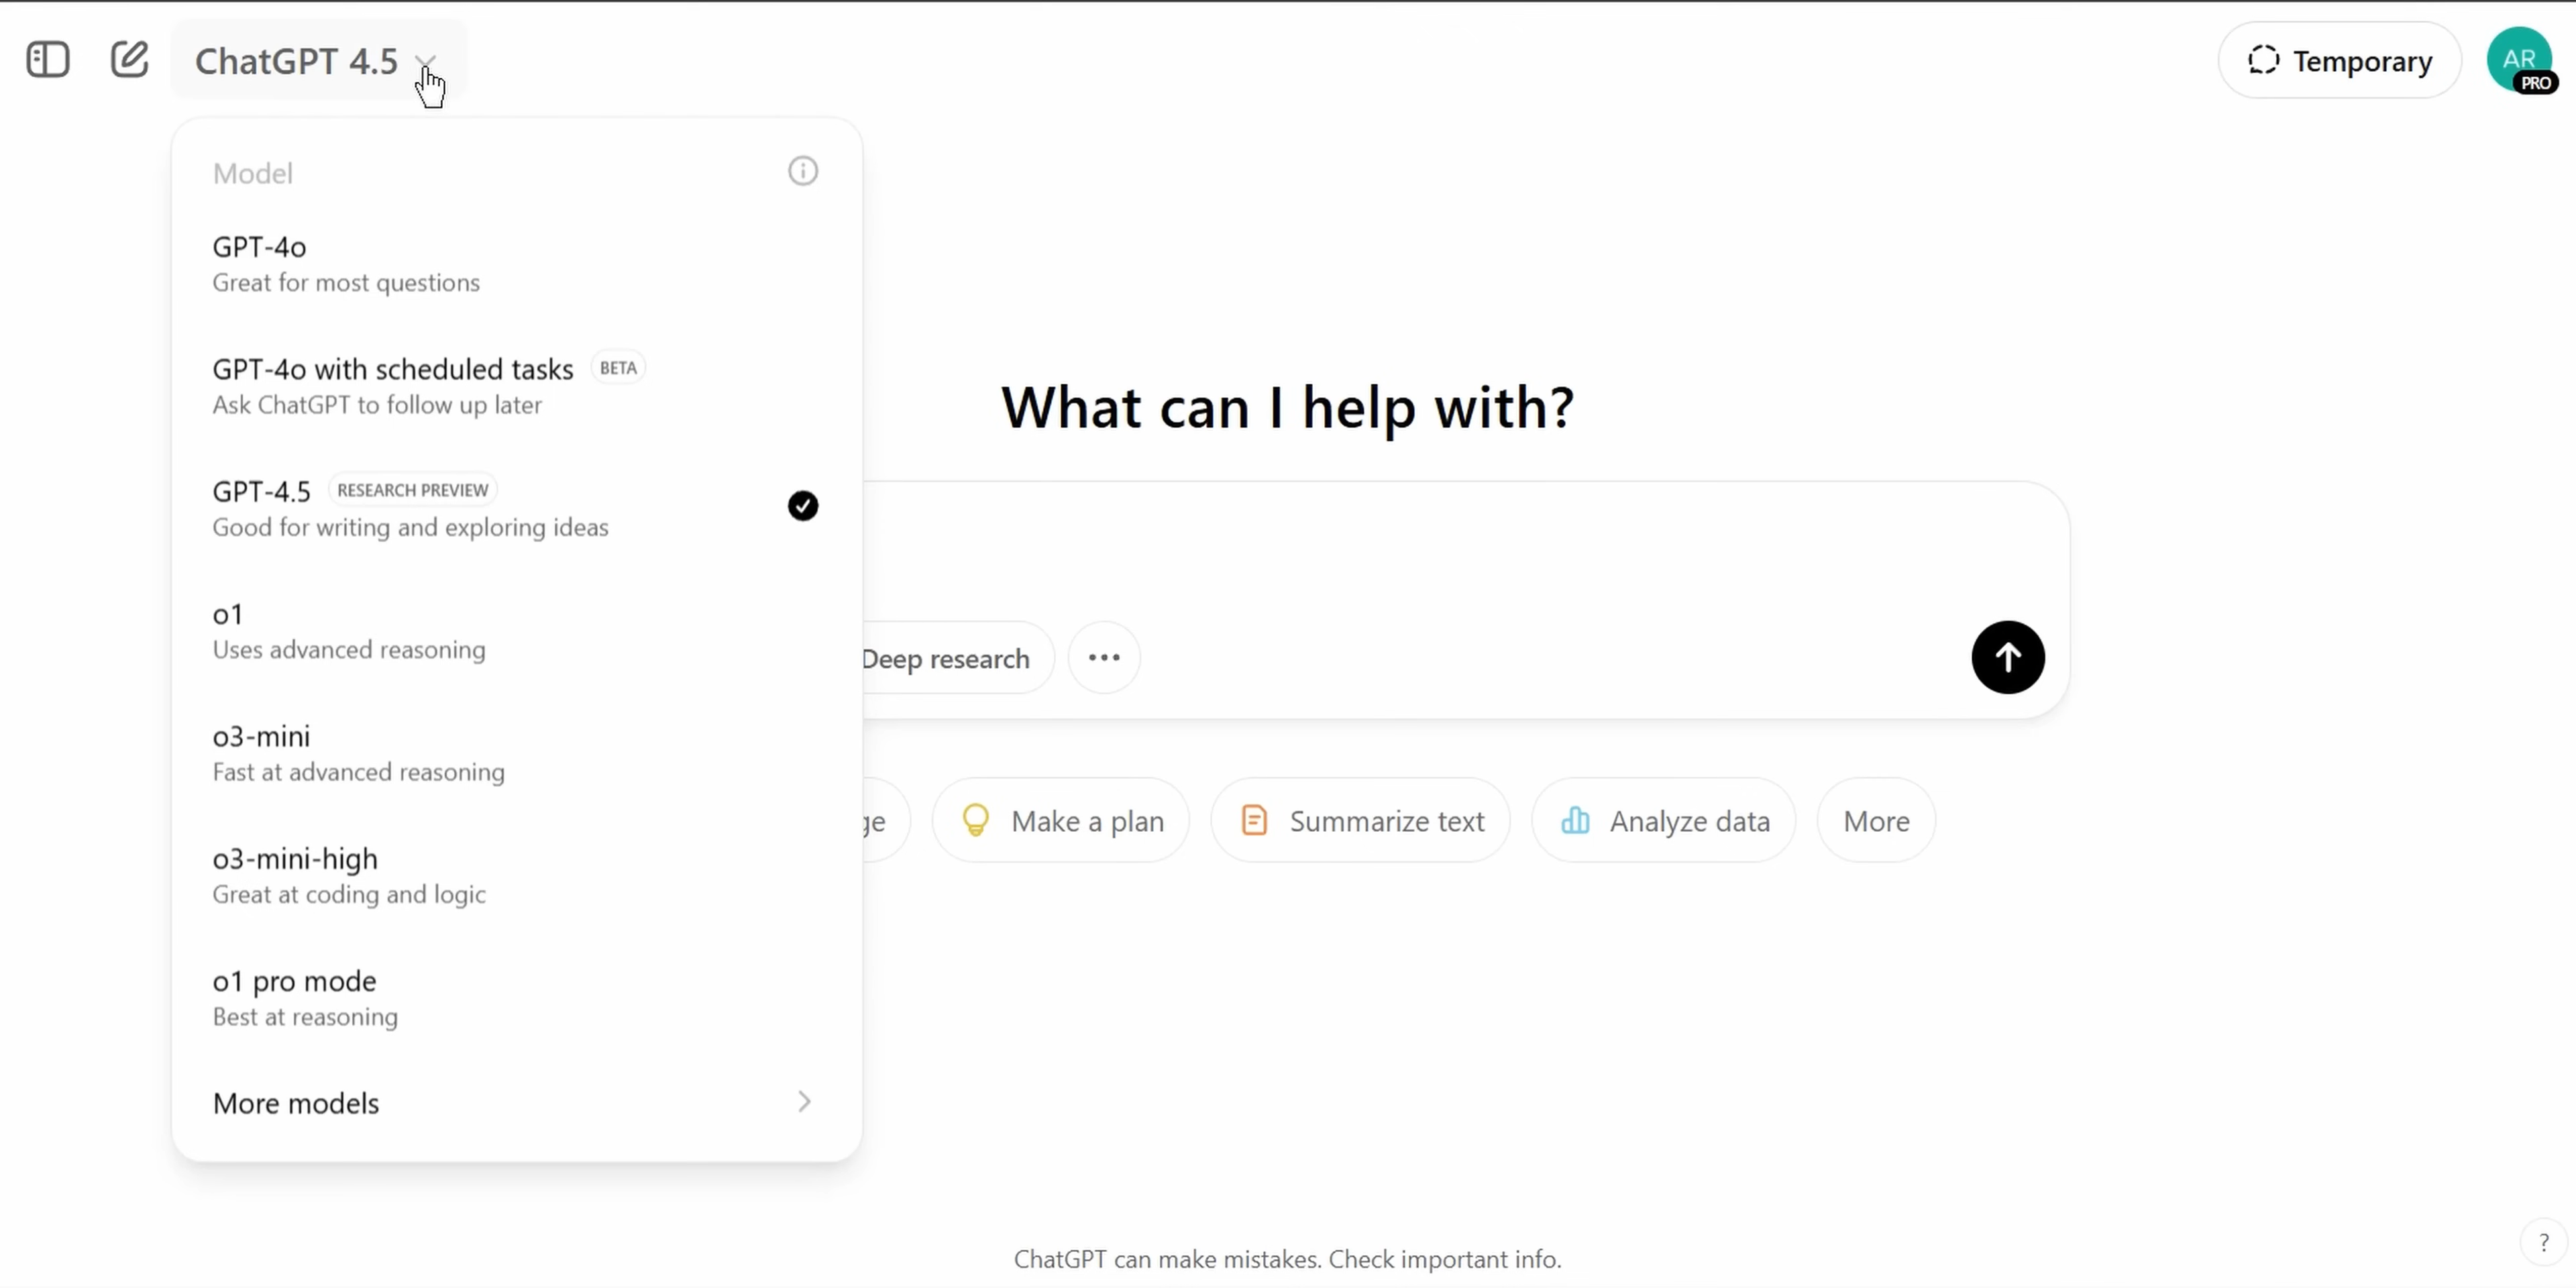 ChatGPT 4.5
Temporary
AR
PRO
Model
GPT-4o
Great for most questions
GPT-4o with scheduled tasks BETA
Ask ChatGPT to follow up later
GPT-4.5 RESEARCH PREVIEW
Good for writing and exploring ideas
o1
Uses advanced reasoning
o3-mini
Fast at advanced reasoning
o3-mini-high
Great at coding and logic
o1 pro mode
Best at reasoning
More models
What can I help with?
Deep research
Make a plan
Summarize text
Analyze data
More
ChatGPT can make mistakes. Check important info.
?